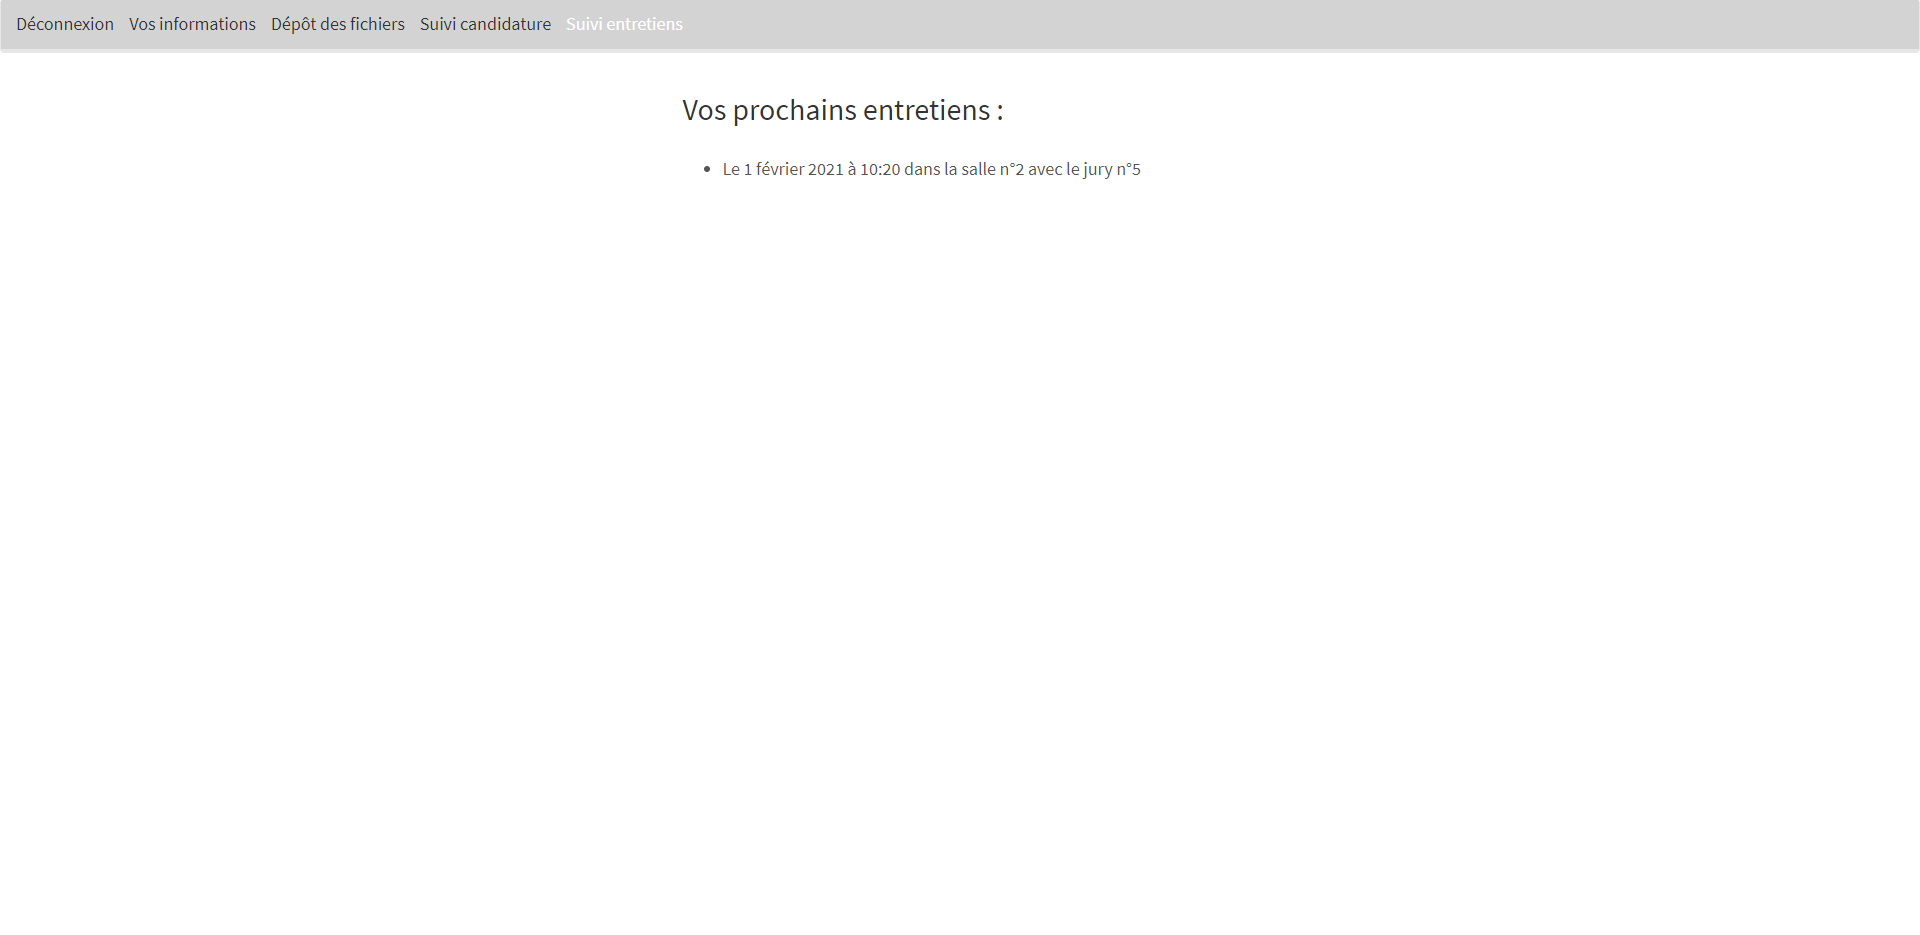 Déconnexion Vos informations Dépôt des fichiers Suivi candidature Suivi entretiens
Vos prochains entretiens :
• Le 1 février 2021 à 10:20 dans la salle n°2 avec le jury n°5